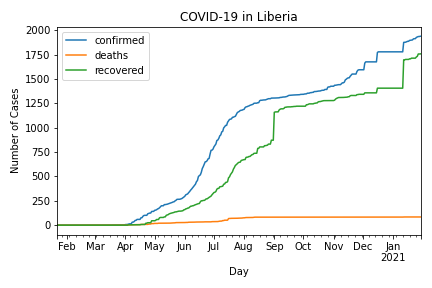 COVID-19 in Liberia
confirmed
deaths
recovered
Number of Cases
2000
1750
1500
1250
1000
750
500
250
0
Feb Mar Apr May Jun Jul Aug Sep Oct Nov Dec Jan
2021
Day